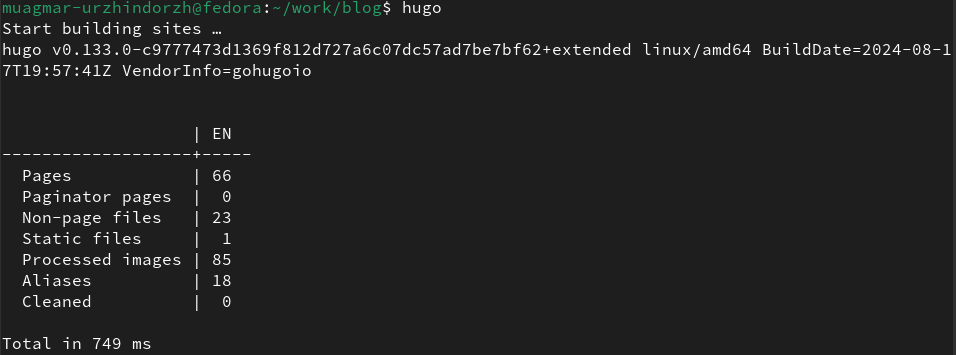 muagmar-urzhindorzh@fedora:~/work/blog$ hugo
Start building sites …
hugo v0.133.0-c9777473d1369f812d727a6c07dc57ad7be7bf62+extended linux/amd64 BuildDate=2024-08-1
7T19:57:41Z VendorInfo=gohugoio
                   | EN
-------------------+-----
  Pages            | 66
  Paginator pages  |  0
  Non-page files   | 23
  Static files     |  1
  Processed images | 85
  Aliases          | 18
  Cleaned          |  0
Total in 749 ms